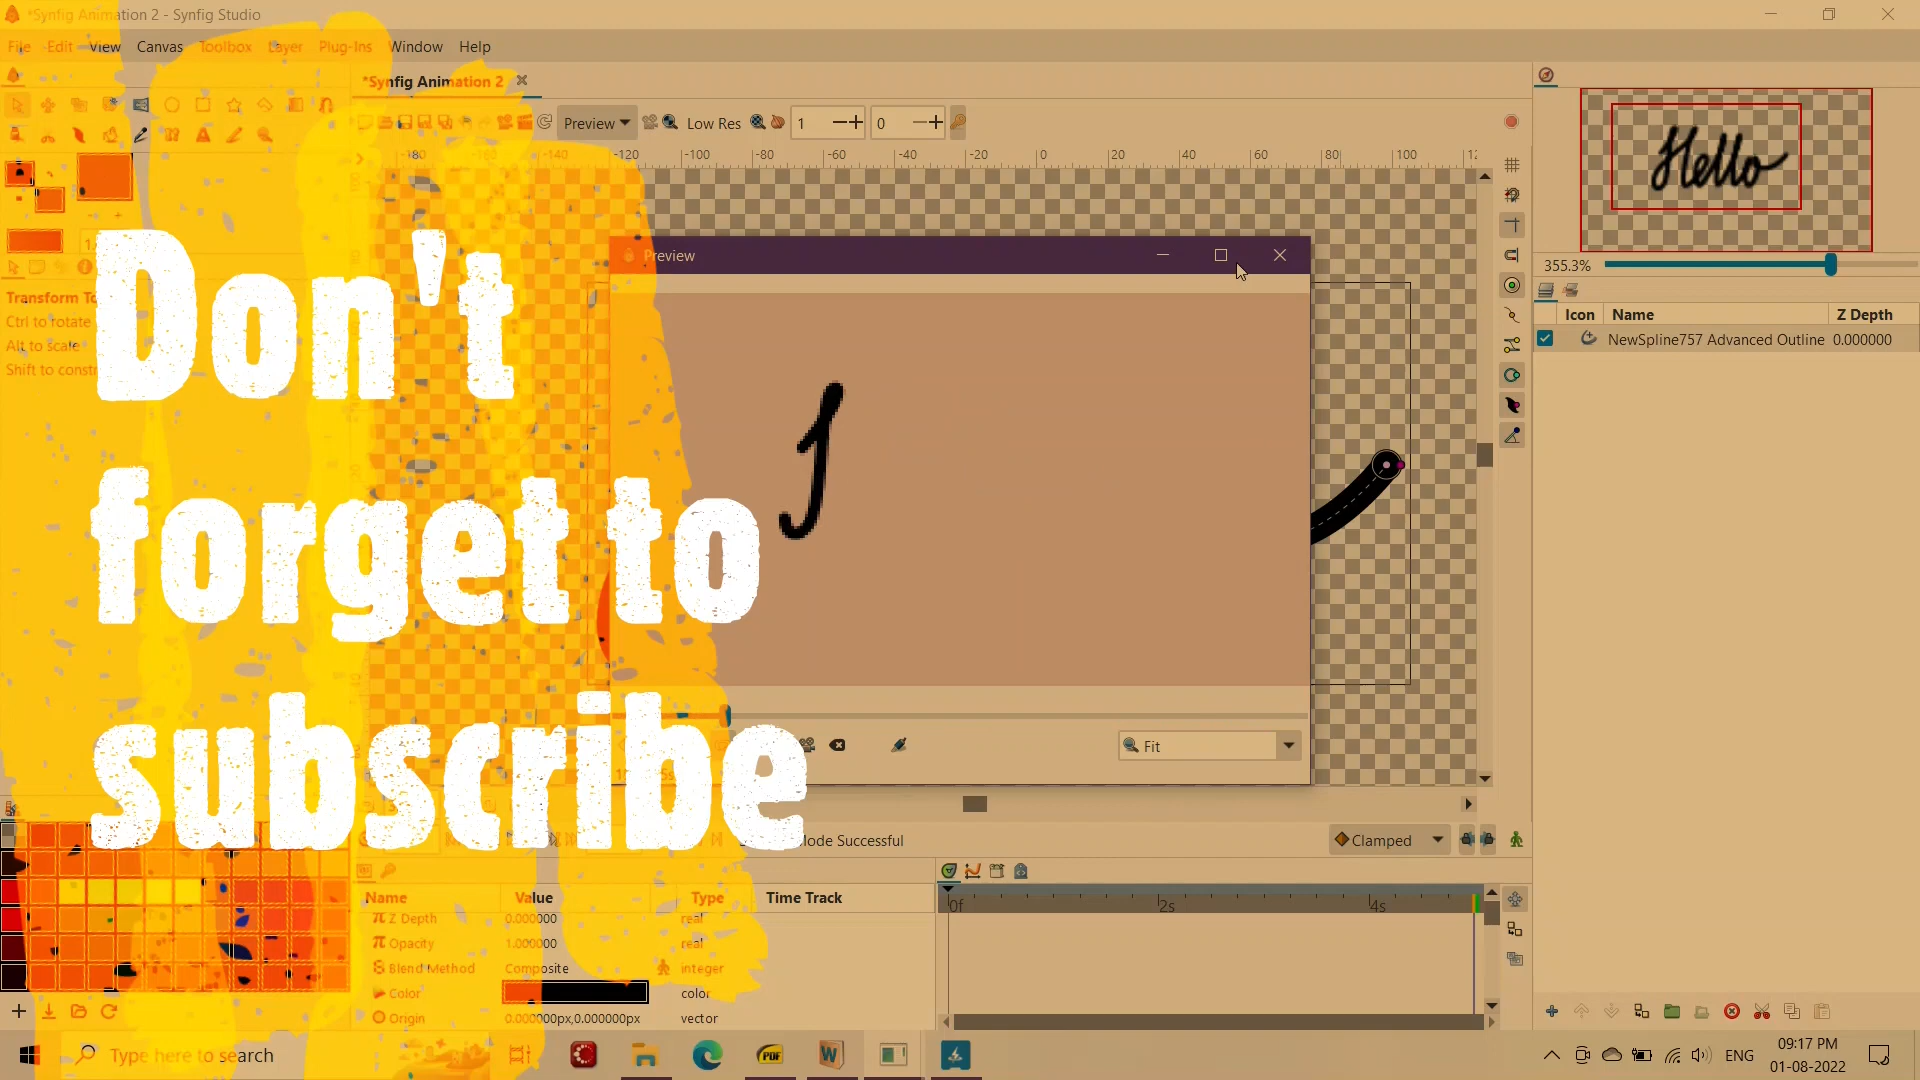 *Synfig Animation 2 - Synfig Studio
File Edit View Canvas Toolbox Layer Plug-Ins Window Help
*Synfig Animation 2
Preview Low Res 1 0
-180 -160 -140 -120 -100 -80 -60 -40 -20 0 20 40 60 80 100
Hello
Preview
355.3%
Icon Name Z Depth
NewSpline757 Advanced Outline 0.000000
Ctrl to rotate
Alt to scale
Don't
forget to
subscribe
Fit
Mode Successful
Clamped
Name Value Type Time Track
Z Depth 0.000000 real
Opacity 1.000000 real
Blend Method Composite integer
Color color
Origin 0.000000px,0.000000px vector
0f 2s 4s
Type here to search
PDF
W
ENG
09:17 PM
01-08-2022